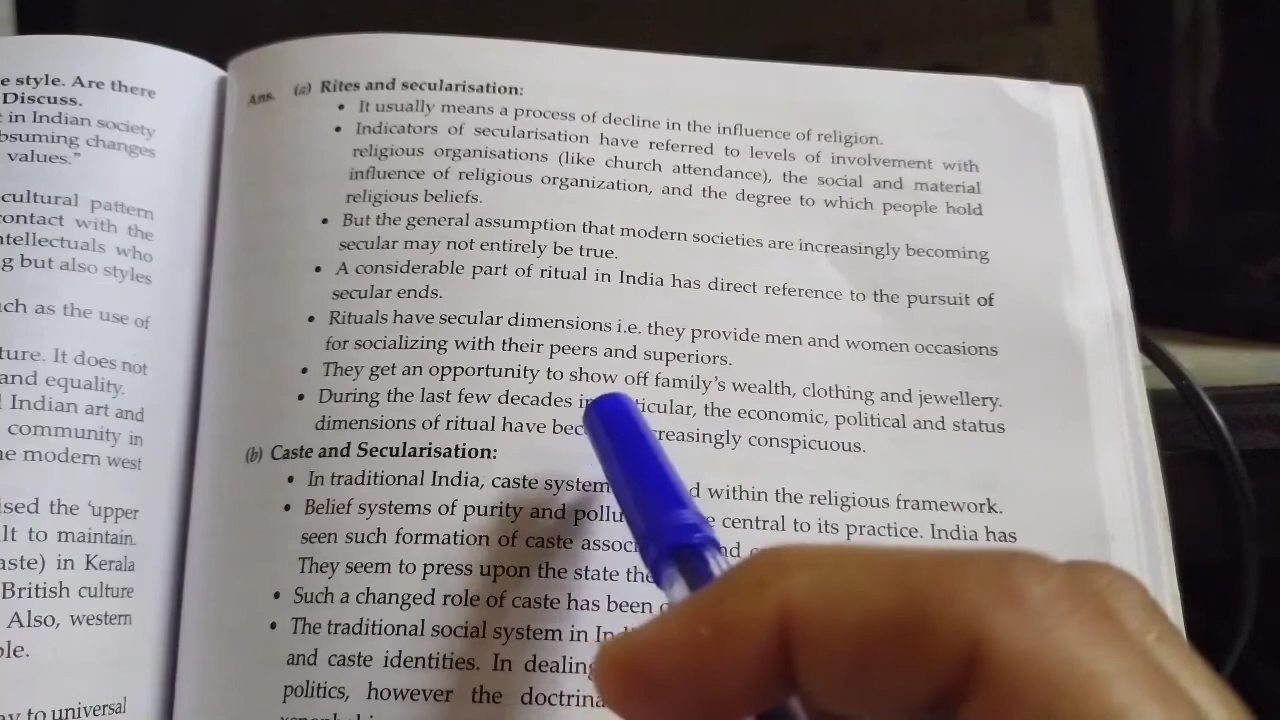 e style. Are there
Discuss.
in Indian society
bsuming changes
values."
cultural pattern
contact with the
ntellectuals who
g but also styles
ch as the use of
ture. It does not
and equality.
Indian art and
community in
e modern west
ised the 'upper
lt to maintain.
aste) in Kerala
British culture
Also, western
ble.
y to universal
Ans. (a) Rites and secularisation:
• It usually means a process of decline in the influence of religion.
• Indicators of secularisation have referred to levels of involvement with
religious organisations (like church attendance), the social and material
influence of religious organization, and the degree to which people hold
religious beliefs.
• But the general assumption that modern societies are increasingly becoming
secular may not entirely be true.
• A considerable part of ritual in India has direct reference to the pursuit of
secular ends.
• Rituals have secular dimensions i.e. they provide men and women occasions
for socializing with their peers and superiors.
• They get an opportunity to show off family's wealth, clothing and jewellery.
• During the last few decades in ticular, the economic, political and status
dimensions of ritual have bec reasingly conspicuous.
(b) Caste and Secularisation:
• In traditional India, caste system d within the religious framework.
• Belief systems of purity and pollu e central to its practice. India has
seen such formation of caste assoc nd
They seem to press upon the state the
• Such a changed role of caste has been
• The traditional social system in In
and caste identities. In dealing
politics, however the doctrina